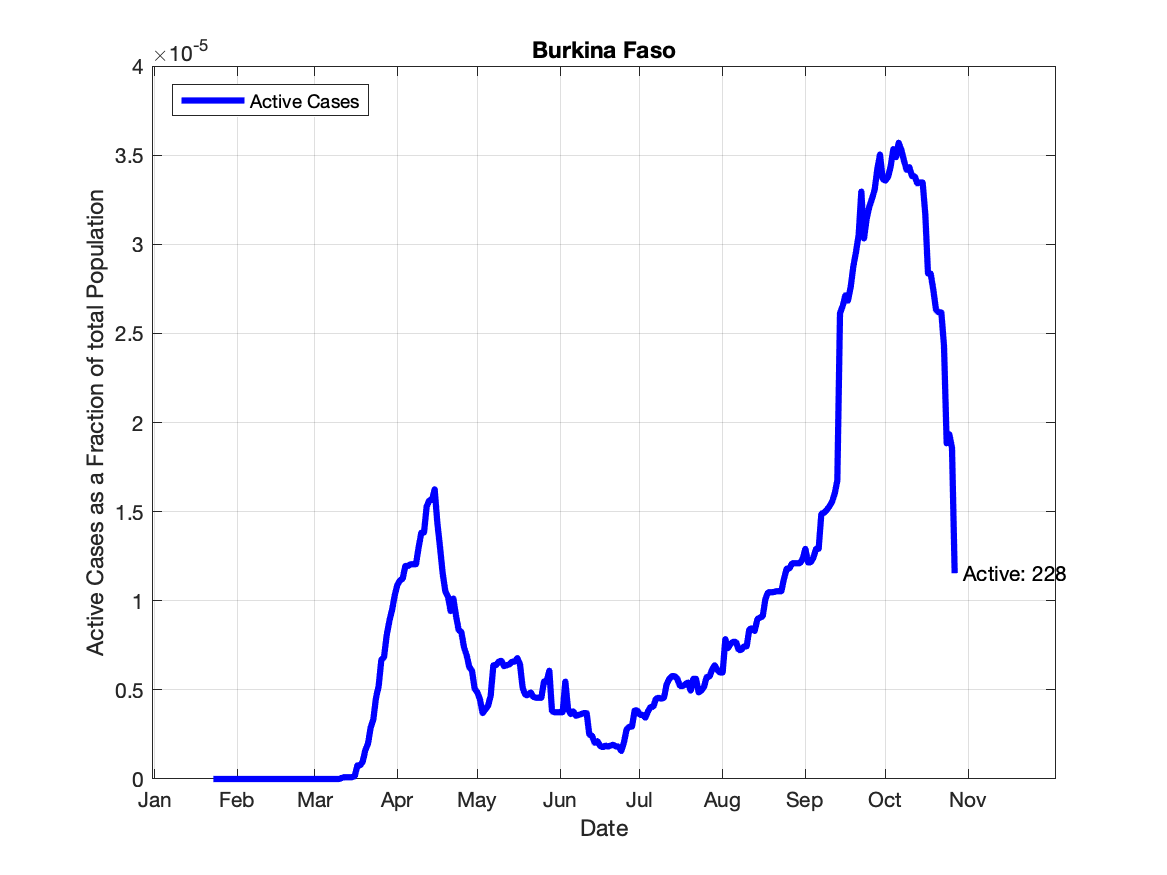 Burkina Faso
×10-5
4
3.5
3
2.5
2
1.5
1
0.5
0
Active Cases as a Fraction of total Population
Active Cases
Active: 228
Jan Feb Mar Apr May Jun Jul Aug Sep Oct Nov
Date